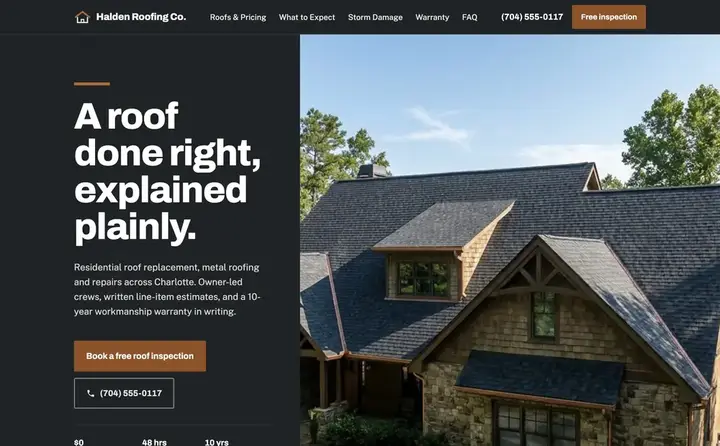 Halden Roofing Co.
Roofs & Pricing
What to Expect
Storm Damage
Warranty
FAQ
(704) 555-0117
Free inspection
A roof
done right,
explained
plainly.
Residential roof replacement, metal roofing
and repairs across Charlotte. Owner-led
crews, written line-item estimates, and a 10-
year workmanship warranty in writing.
Book a free roof inspection
(704) 555-0117
$0
48 hrs
10 yrs